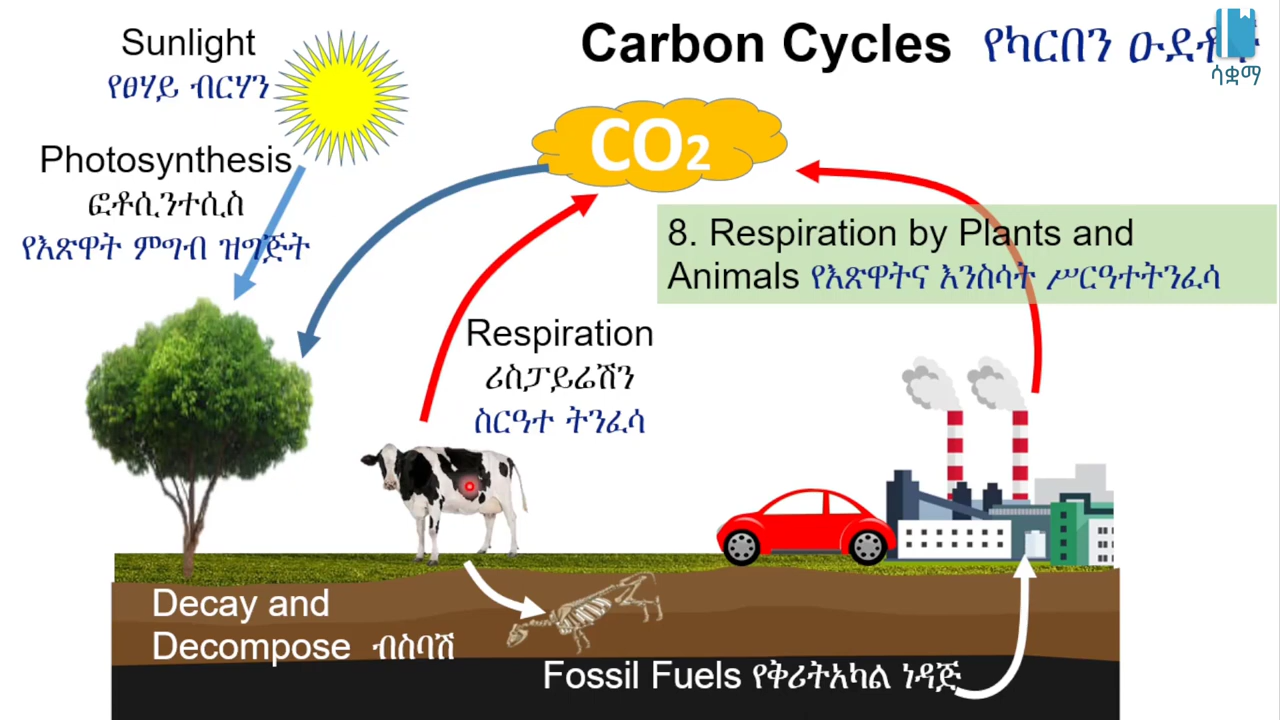 Carbon Cycles የካርበን
ሳቋማ
Sunlight
የፀሃይ ብርሃን
Photosynthesis
ፎቶሲንተሲስ
የእጽዋት ምግብ ዝግጅት
CO₂
8. Respiration by Plants and
Animals የእጽዋትና እንስሳት ሥርዓተትንፈሳ
Respiration
ሪስፓይሬሽን
ስርዓተ ትንፈሳ
Decay and
Decompose ብስባሽ
Fossil Fuels የቅሪትአካል ነዳጅ